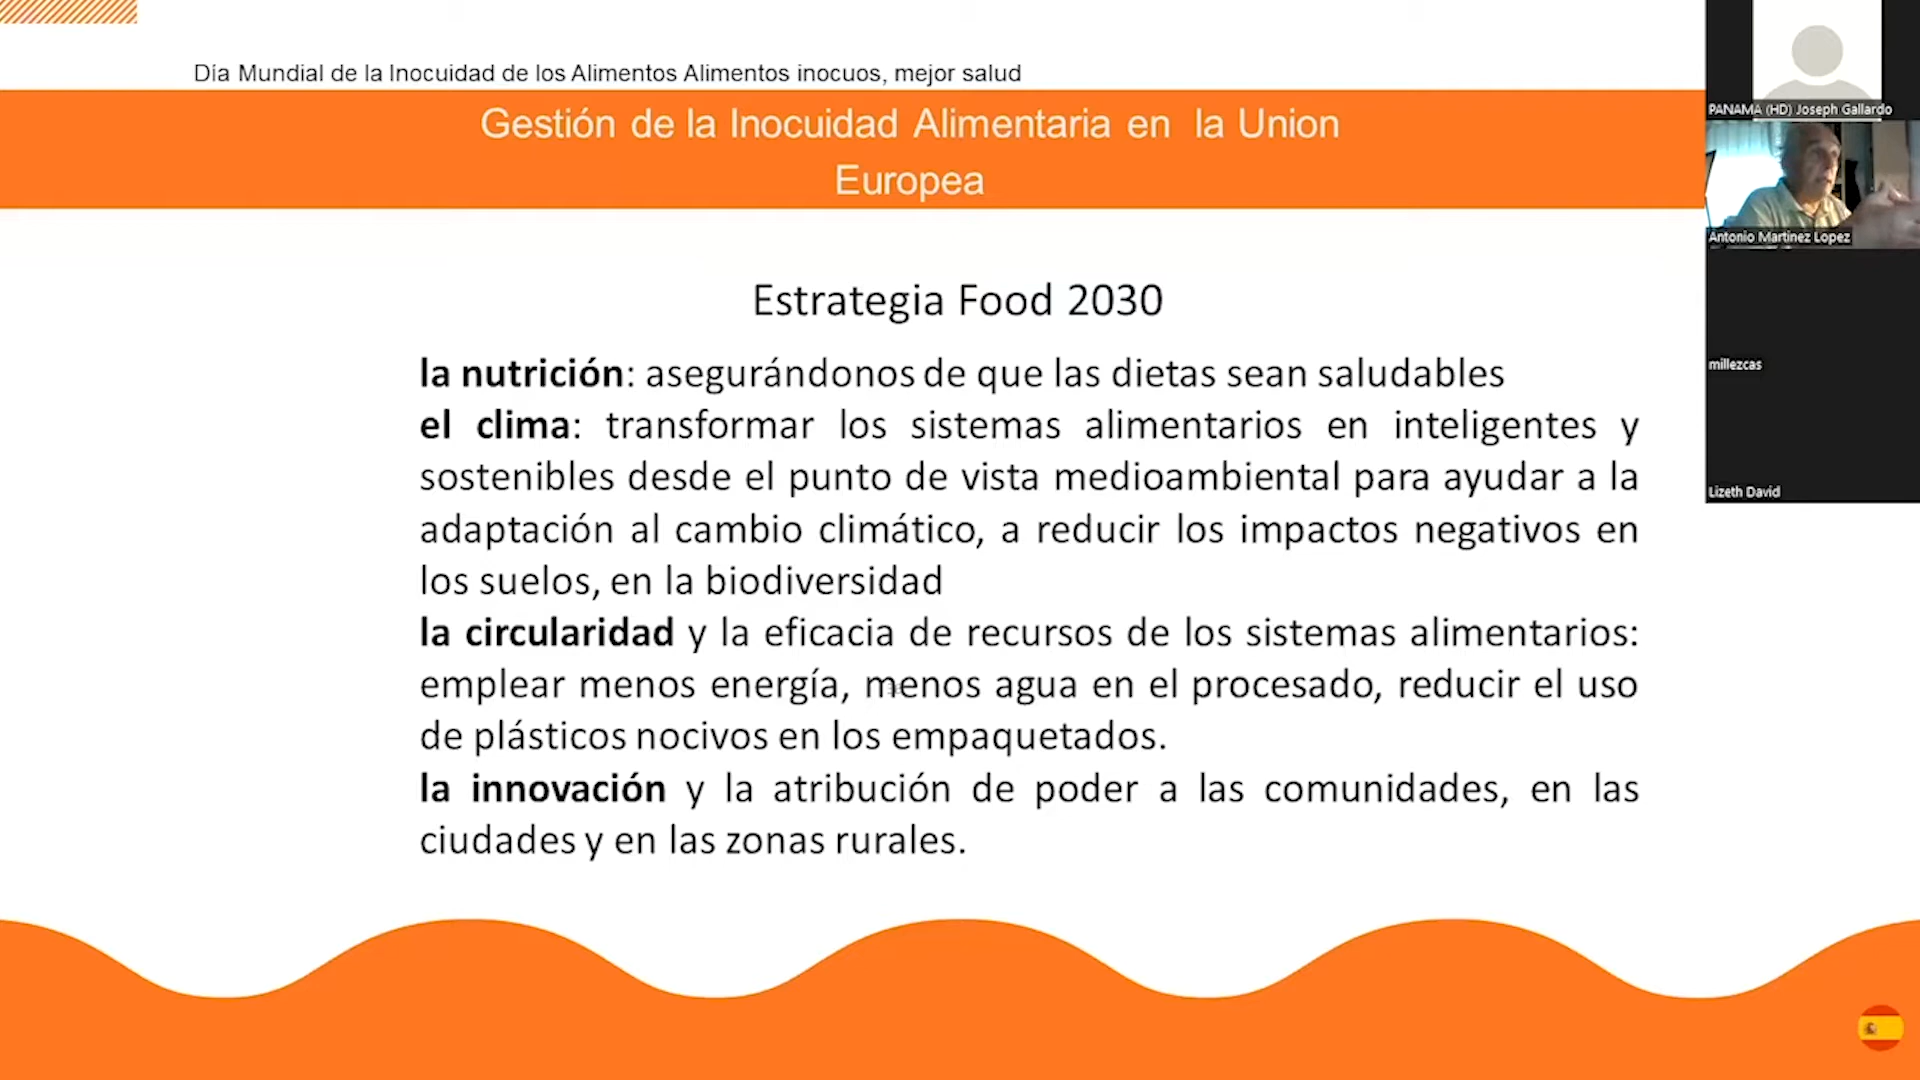 Día Mundial de la Inocuidad de los Alimentos Alimentos inocuos, mejor salud
Gestión de la Inocuidad Alimentaria en la Union
Europea
Estrategia Food 2030
la nutrición: asegurándonos de que las dietas sean saludables
el clima: transformar los sistemas alimentarios en inteligentes y
sostenibles desde el punto de vista medioambiental para ayudar a la
adaptación al cambio climático, a reducir los impactos negativos en
los suelos, en la biodiversidad
la circularidad y la eficacia de recursos de los sistemas alimentarios:
emplear menos energía, menos agua en el procesado, reducir el uso
de plásticos nocivos en los empaquetados.
la innovación y la atribución de poder a las comunidades, en las
ciudades y en las zonas rurales.
PANAMA (HD) Joseph Gallardo
Antonio Martinez Lopez
millezcas
Lizeth David